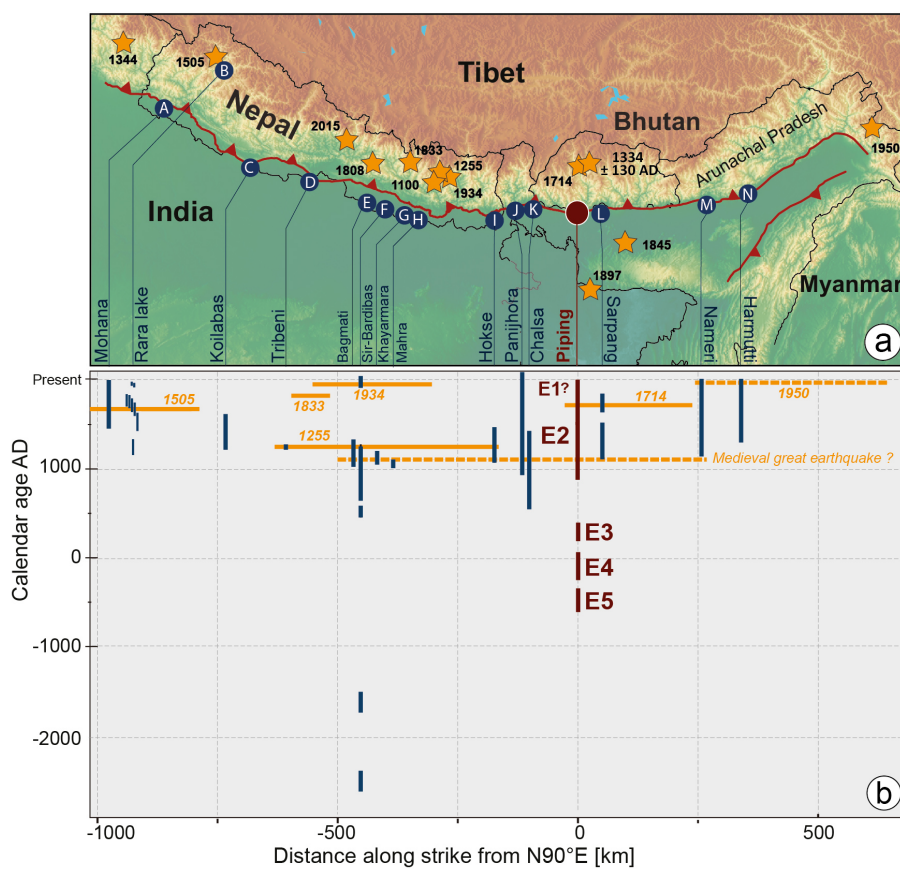 1344
1505
B
A
Nepal
Tibet
2015
1833
1808
1255
1100
1934
Bhutan
1714
1334
± 130 AD
Arunachal Pradesh
1950
India
C
D
E
F
G
H
I
J
K
L
M
N
1845
1897
Myanmar
Mohana
Rara lake
Koilabas
Tribeni
Bagmati
Sir-Bardibas
Khayarmara
Mahra
Hokse
Panijhora
Chalsa
Piping
Sarpang
Nameri
Harmutti
a
Calendar age AD
Present
1000
0
-1000
-2000
1505
1833
1934
1255
1714
1950
Medieval great earthquake ?
E1?
E2
E3
E4
E5
b
-1000
-500
0
500
Distance along strike from N90°E [km]